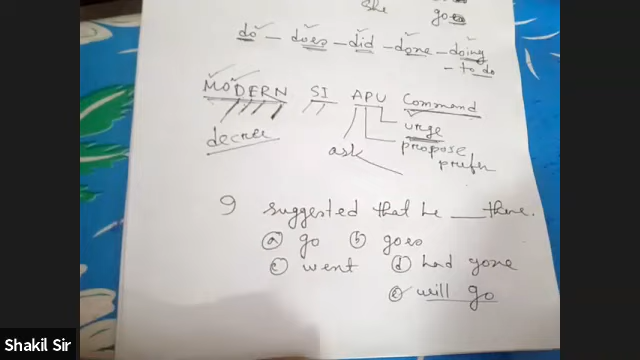 she goes
do – does – did – done – doing
– to do
MODERN SI APU Command
decree urge
ask propose
prefer
9 suggested that he ___ there.
(a) go (b) goes
(c) went (d) had gone
(e) will go
Shakil Sir